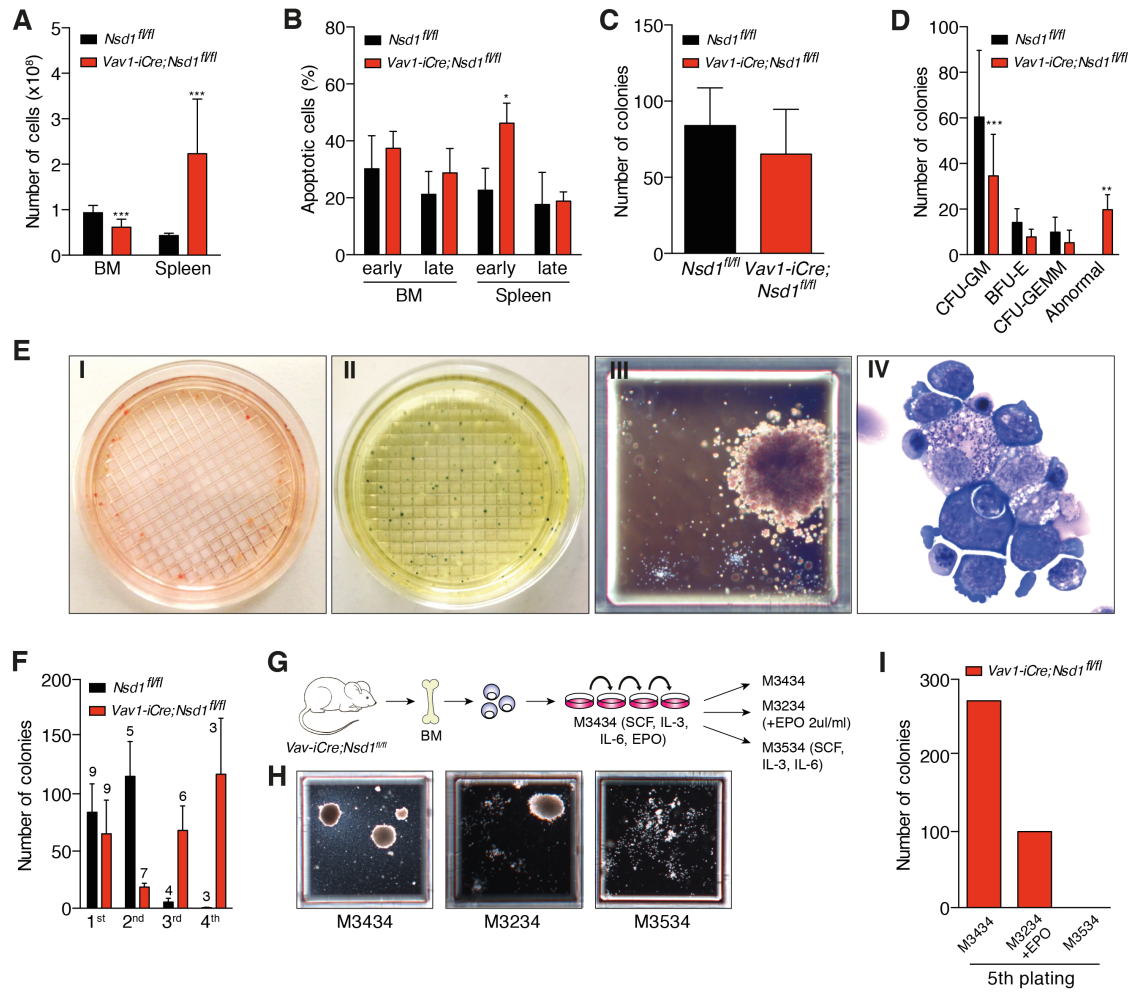 A
Number of cells (x10⁸)
5
4
3
2
1
0
Nsd1fl/fl
Vav1-iCre;Nsd1fl/fl
***
***
BM
Spleen
B
Apoptotic cells (%)
80
60
40
20
0
Nsd1fl/fl
Vav1-iCre;Nsd1fl/fl
*
early late early late
BM Spleen
C
Number of colonies
150
100
50
0
Nsd1fl/fl
Vav1-iCre;Nsd1fl/fl
Nsd1fl/fl Vav1-iCre;
Nsd1fl/fl
D
Number of colonies
100
80
60
40
20
0
Nsd1fl/fl
Vav1-iCre;Nsd1fl/fl
***
**
CFU-GM
BFU-E
CFU-GEMM
Abnormal
E
I
II
III
IV
F
Number of colonies
200
150
100
50
0
Nsd1fl/fl
Vav1-iCre;Nsd1fl/fl
9
9
5
7
4
6
3
3
1st 2nd 3rd 4th
G
Vav-iCre;Nsd1fl/fl
BM
M3434 (SCF, IL-3,
IL-6, EPO)
M3434
M3234
(+EPO 2ul/ml)
M3534 (SCF,
IL-3, IL-6)
H
M3434
M3234
M3534
I
Number of colonies
300
200
100
0
Vav1-iCre;Nsd1fl/fl
M3434
M3234
+EPO
M3534
5th plating